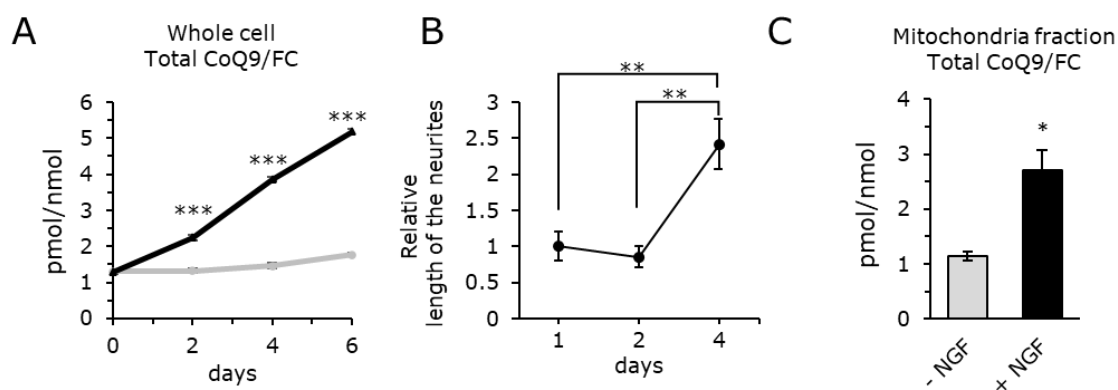 A
Whole cell
Total CoQ9/FC
pmol/nmol
6
5
4
3
2
1
0
***
***
***
0
2
4
6
days
B
Relative
length of the neurites
3
2.5
2
1.5
1
0.5
0
**
**
1
2
4
days
C
Mitochondria fraction
Total CoQ9/FC
pmol/nmol
4
3
2
1
0
*
- NGF
+ NGF